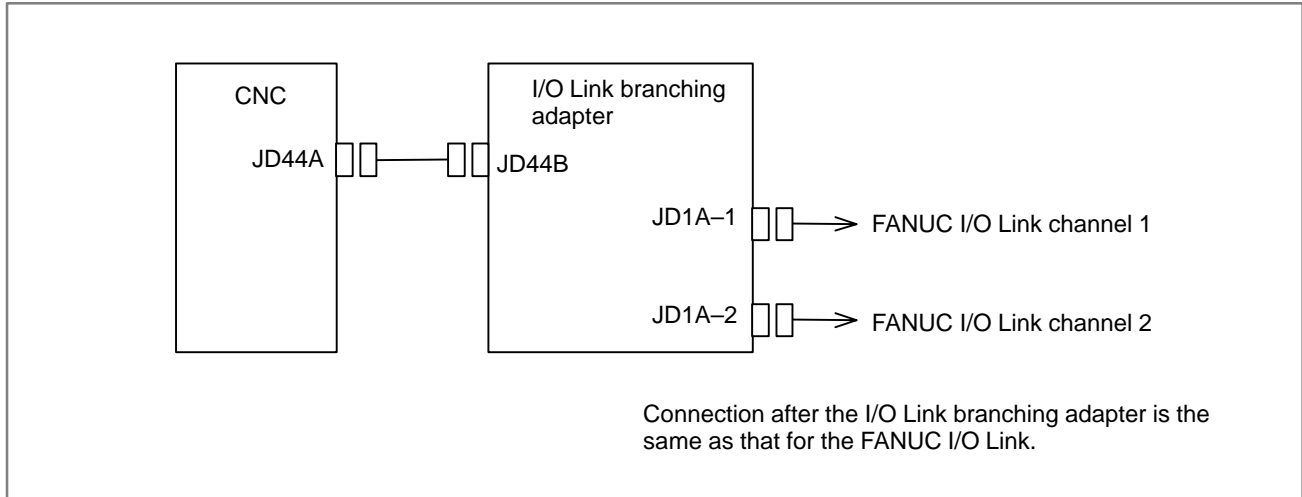 CNC
I/O Link branching
adapter
JD44A
JD44B
JD1A–1
FANUC I/O Link channel 1
JD1A–2
FANUC I/O Link channel 2
Connection after the I/O Link branching adapter is the
same as that for the FANUC I/O Link.